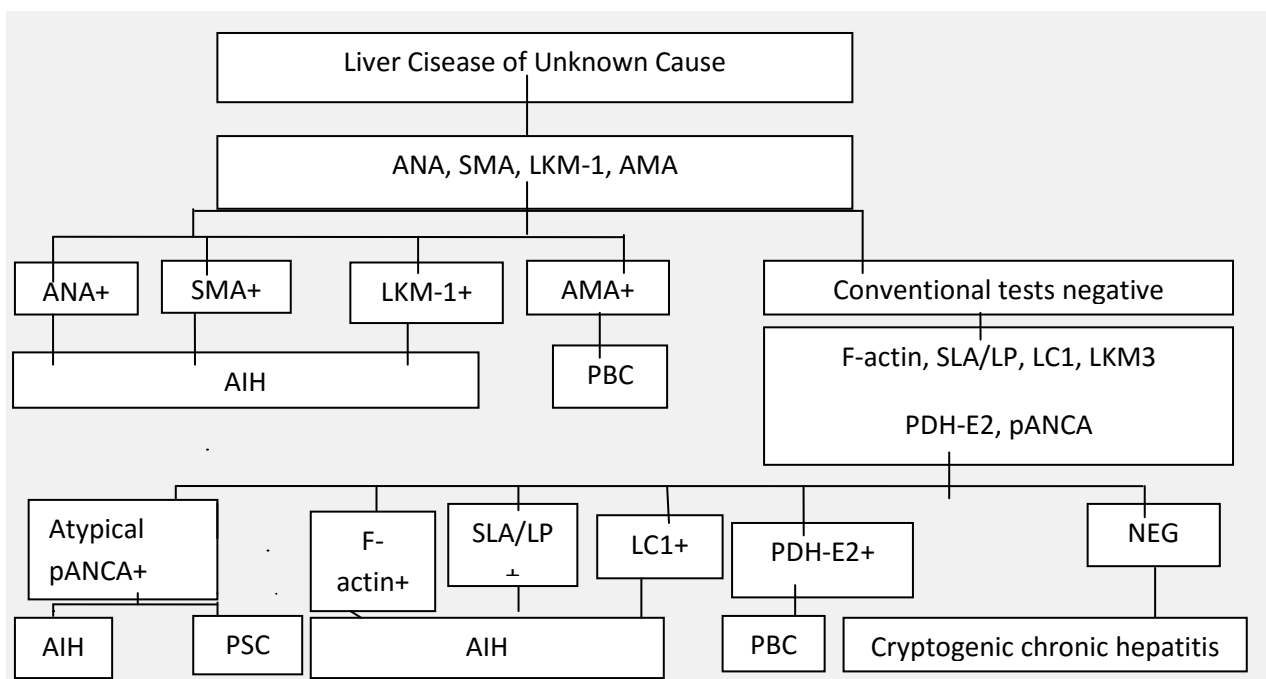 Liver Cisease of Unknown Cause
ANA, SMA, LKM-1, AMA
ANA+
SMA+
LKM-1+
AMA+
Conventional tests negative
AIH
PBC
F-actin, SLA/LP, LC1, LKM3
PDH-E2, pANCA
Atypical
pANCA+
F-
actin+
SLA/LP
+
LC1+
PDH-E2+
NEG
AIH
PSC
AIH
PBC
Cryptogenic chronic hepatitis